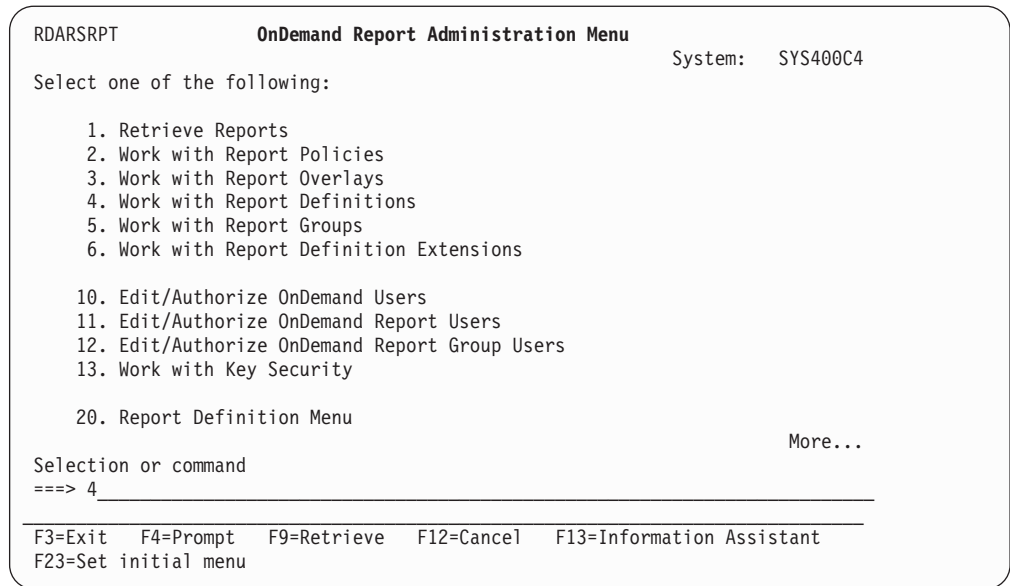 RDARSRPT OnDemand Report Administration Menu
System: SYS400C4
Select one of the following:
1. Retrieve Reports
2. Work with Report Policies
3. Work with Report Overlays
4. Work with Report Definitions
5. Work with Report Groups
6. Work with Report Definition Extensions
10. Edit/Authorize OnDemand Users
11. Edit/Authorize OnDemand Report Users
12. Edit/Authorize OnDemand Report Group Users
13. Work with Key Security
20. Report Definition Menu
More...
Selection or command
===> 4
F3=Exit F4=Prompt F9=Retrieve F12=Cancel F13=Information Assistant
F23=Set initial menu